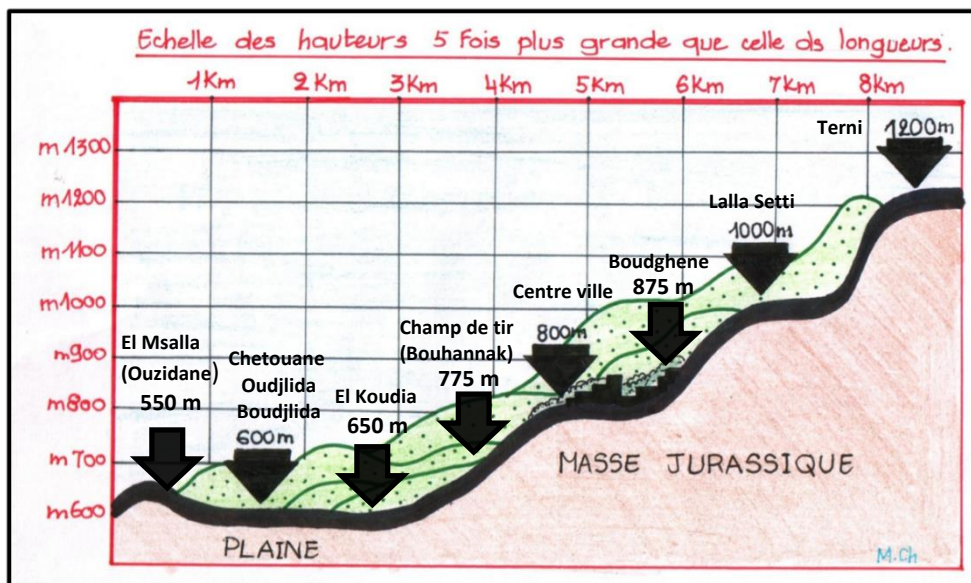 Echelle des hauteurs 5 Fois plus grande que celle ds longueurs.
1Km 2Km 3Km 4Km 5Km 6Km 7Km 8Km
Terni
1200m
m1300
m1200
Lalla Setti
1000m
m1100
Boudghene
875 m
m1000
Centre ville
800m
Champ de tir
(Bouhannak)
775 m
m900
El Msalla
(Ouzidane)
550 m
Chetouane
Oudjlida
Boudjlida
600m
El Koudia
650 m
m800
m700
m600
MASSE JURASSIQUE
PLAINE
M.Ch